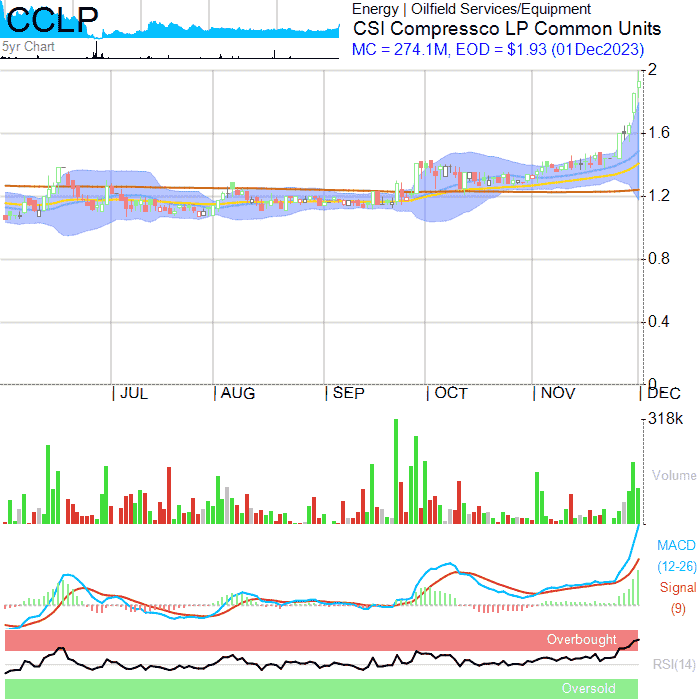 CCLP
5yr Chart
Energy | Oilfield Services/Equipment
CSI Compressco LP Common Units
MC = 274.1M, EOD = $1.93 (01Dec2023)
2
1.6
1.2
0.8
0.4
0
JUL AUG SEP OCT NOV DEC
318k
Volume
MACD
(12-26)
Signal
(9)
Overbought
RSI(14)
Oversold